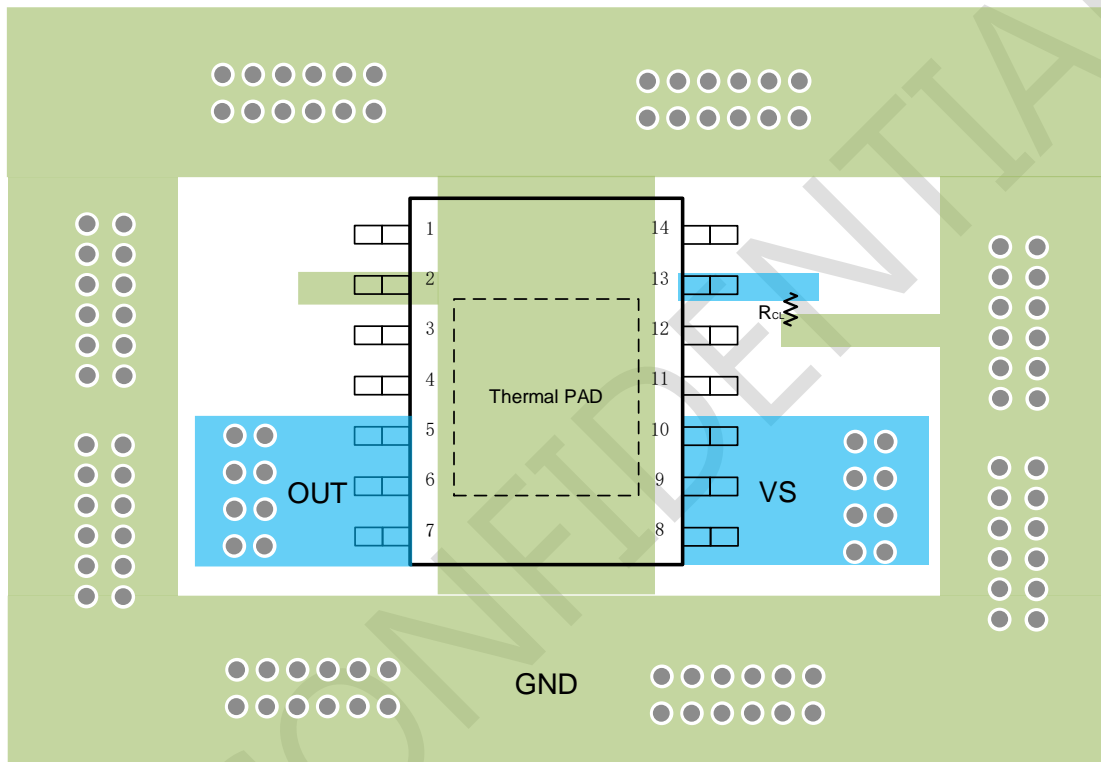 CONFIDENTIA
1 14
2 13
RCL
3 12
4 11
Thermal PAD
5 10
OUT 6 9 VS
7 8
GND